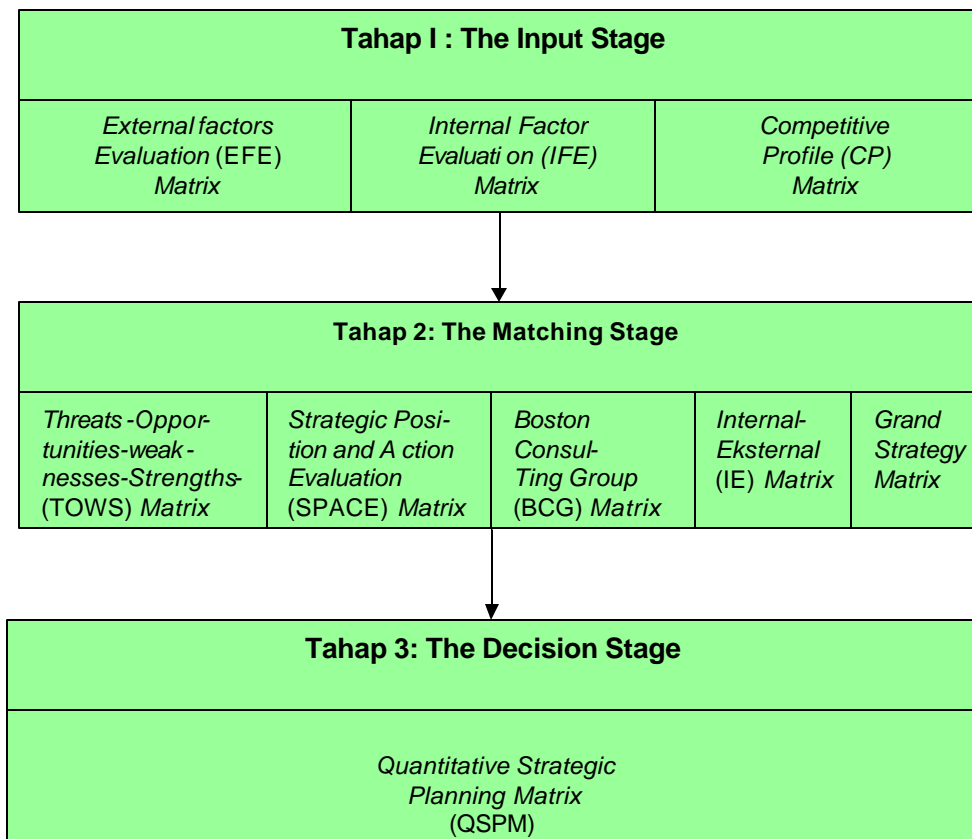 Tahap I : The Input Stage
External factors
Evaluation (EFE)
Matrix
Internal Factor
Evaluati on (IFE)
Matrix
Competitive
Profile (CP)
Matrix
Tahap 2: The Matching Stage
Threats -Oppor-
tunities-weak -
nesses-Strengths-
(TOWS) Matrix
Strategic Posi-
tion and A ction
Evaluation
(SPACE) Matrix
Boston
Consul-
Ting Group
(BCG) Matrix
Internal-
Eksternal
(IE) Matrix
Grand
Strategy
Matrix
Tahap 3: The Decision Stage
Quantitative Strategic
Planning Matrix
(QSPM)